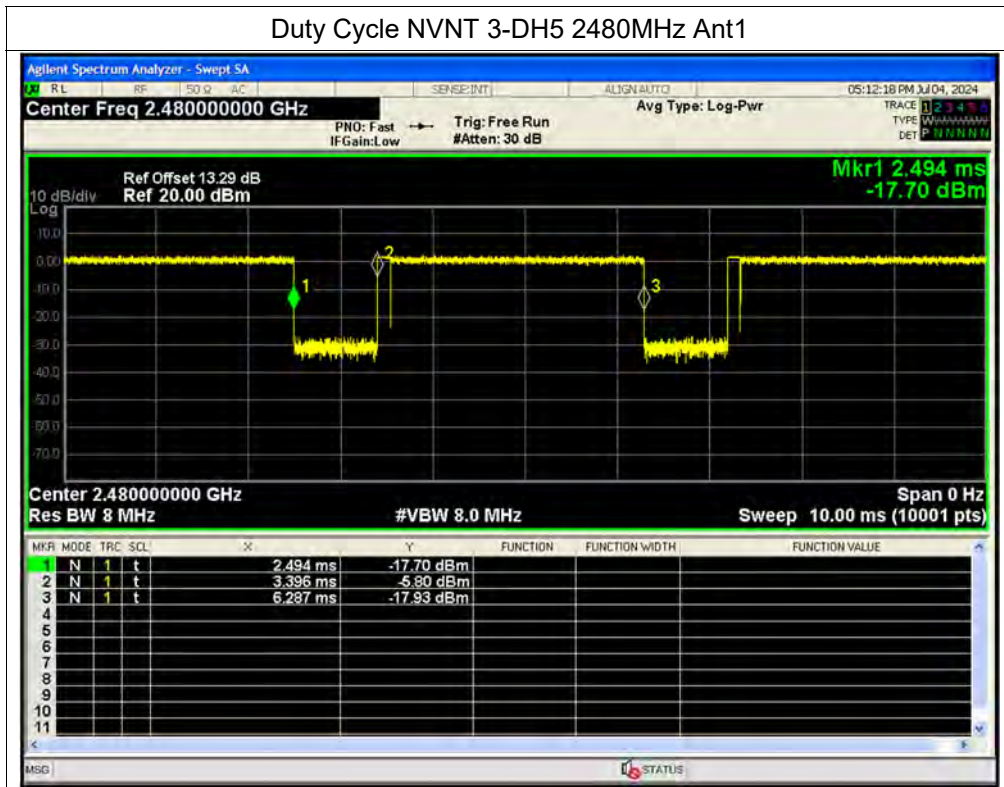 Duty Cycle NVNT 3-DH5 2480MHz Ant1
Agilent Spectrum Analyzer - Swept SA
RL RF 50 Ω AC SENSE:INT ALIGN AUTO 05:12:18 PM Jul 04, 2024
Center Freq 2.480000000 GHz Avg Type: Log-Pwr TRACE 1 2 3 4 5 6
PNO: Fast Trig: Free Run TYPE WWWWWW
IFGain:Low #Atten: 30 dB DET P N N N N N
Mkr1 2.494 ms
Ref Offset 13.29 dB
10 dB/div Ref 20.00 dBm -17.70 dBm
Log
10.0
0.00
2
-10.0
1
3
-20.0
-30.0
-40.0
-50.0
-60.0
-70.0
Center 2.480000000 GHz Span 0 Hz
Res BW 8 MHz #VBW 8.0 MHz Sweep 10.00 ms (10001 pts)
MKR MODE TRC SCL X Y FUNCTION FUNCTION WIDTH FUNCTION VALUE
1 N 1 t 2.494 ms -17.70 dBm
2 N 1 t 3.396 ms -5.80 dBm
3 N 1 t 6.287 ms -17.93 dBm
4
5
6
7
8
9
10
11
MSG STATUS